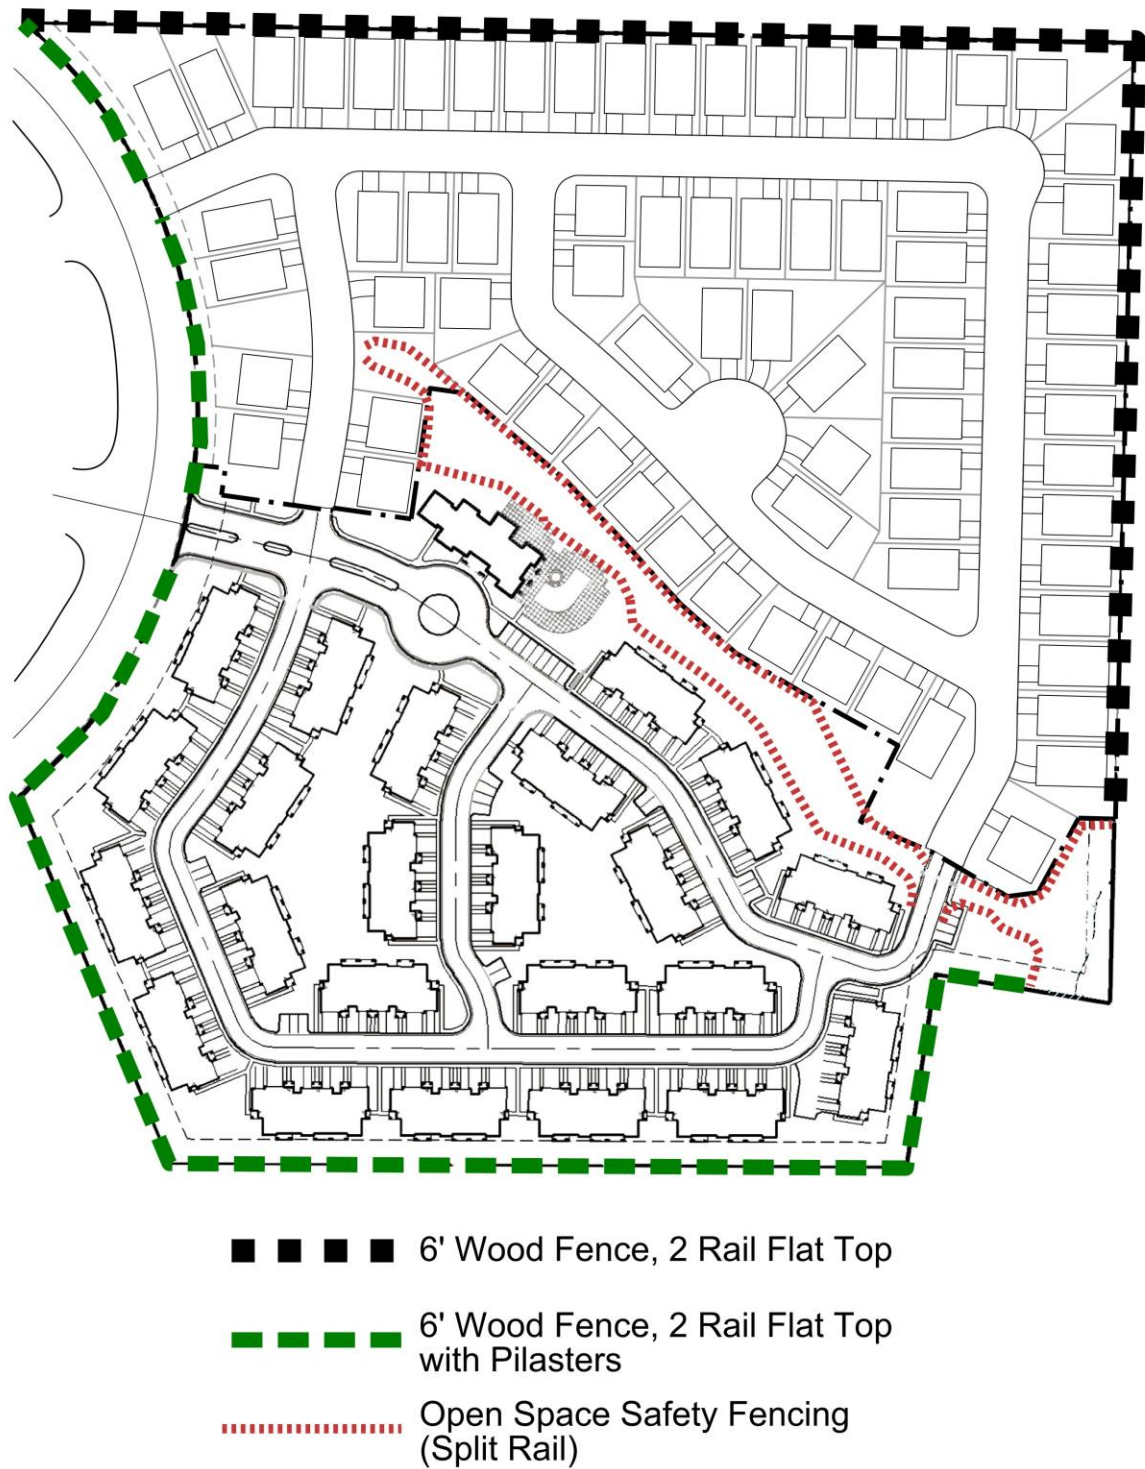 6' Wood Fence, 2 Rail Flat Top
6' Wood Fence, 2 Rail Flat Top
with Pilasters
Open Space Safety Fencing
(Split Rail)